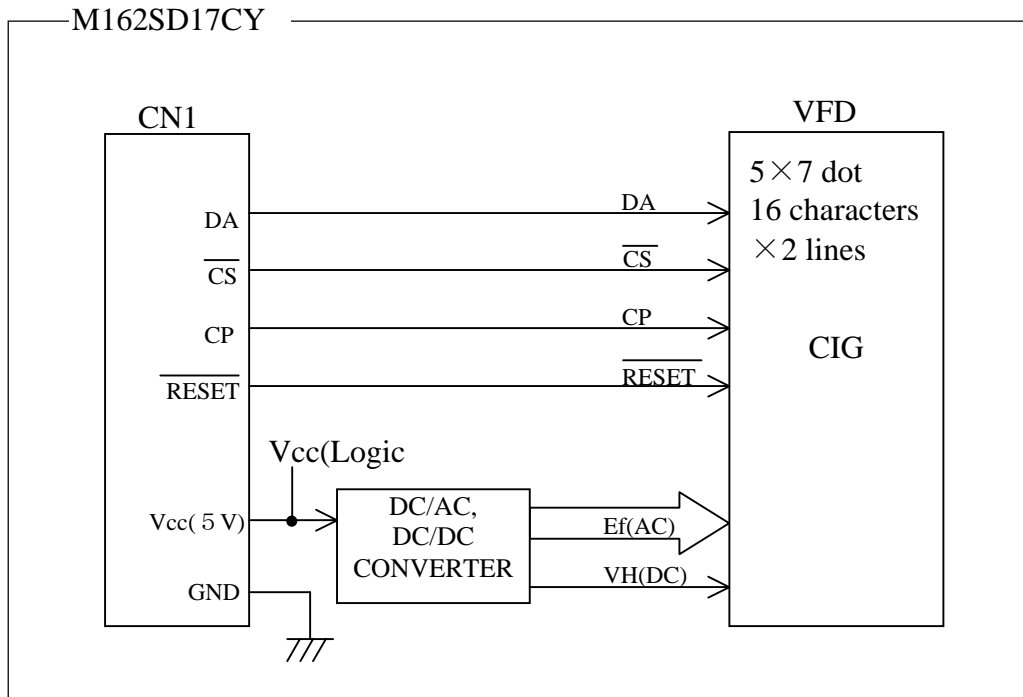 M162SD17CY
CN1
VFD
5×7 dot
16 characters
×2 lines
CIG
DA
DA
CS
CS
CP
CP
RESET
RESET
Vcc(Logic
Vcc(５V)
DC/AC,
DC/DC
CONVERTER
Ef(AC)
VH(DC)
GND